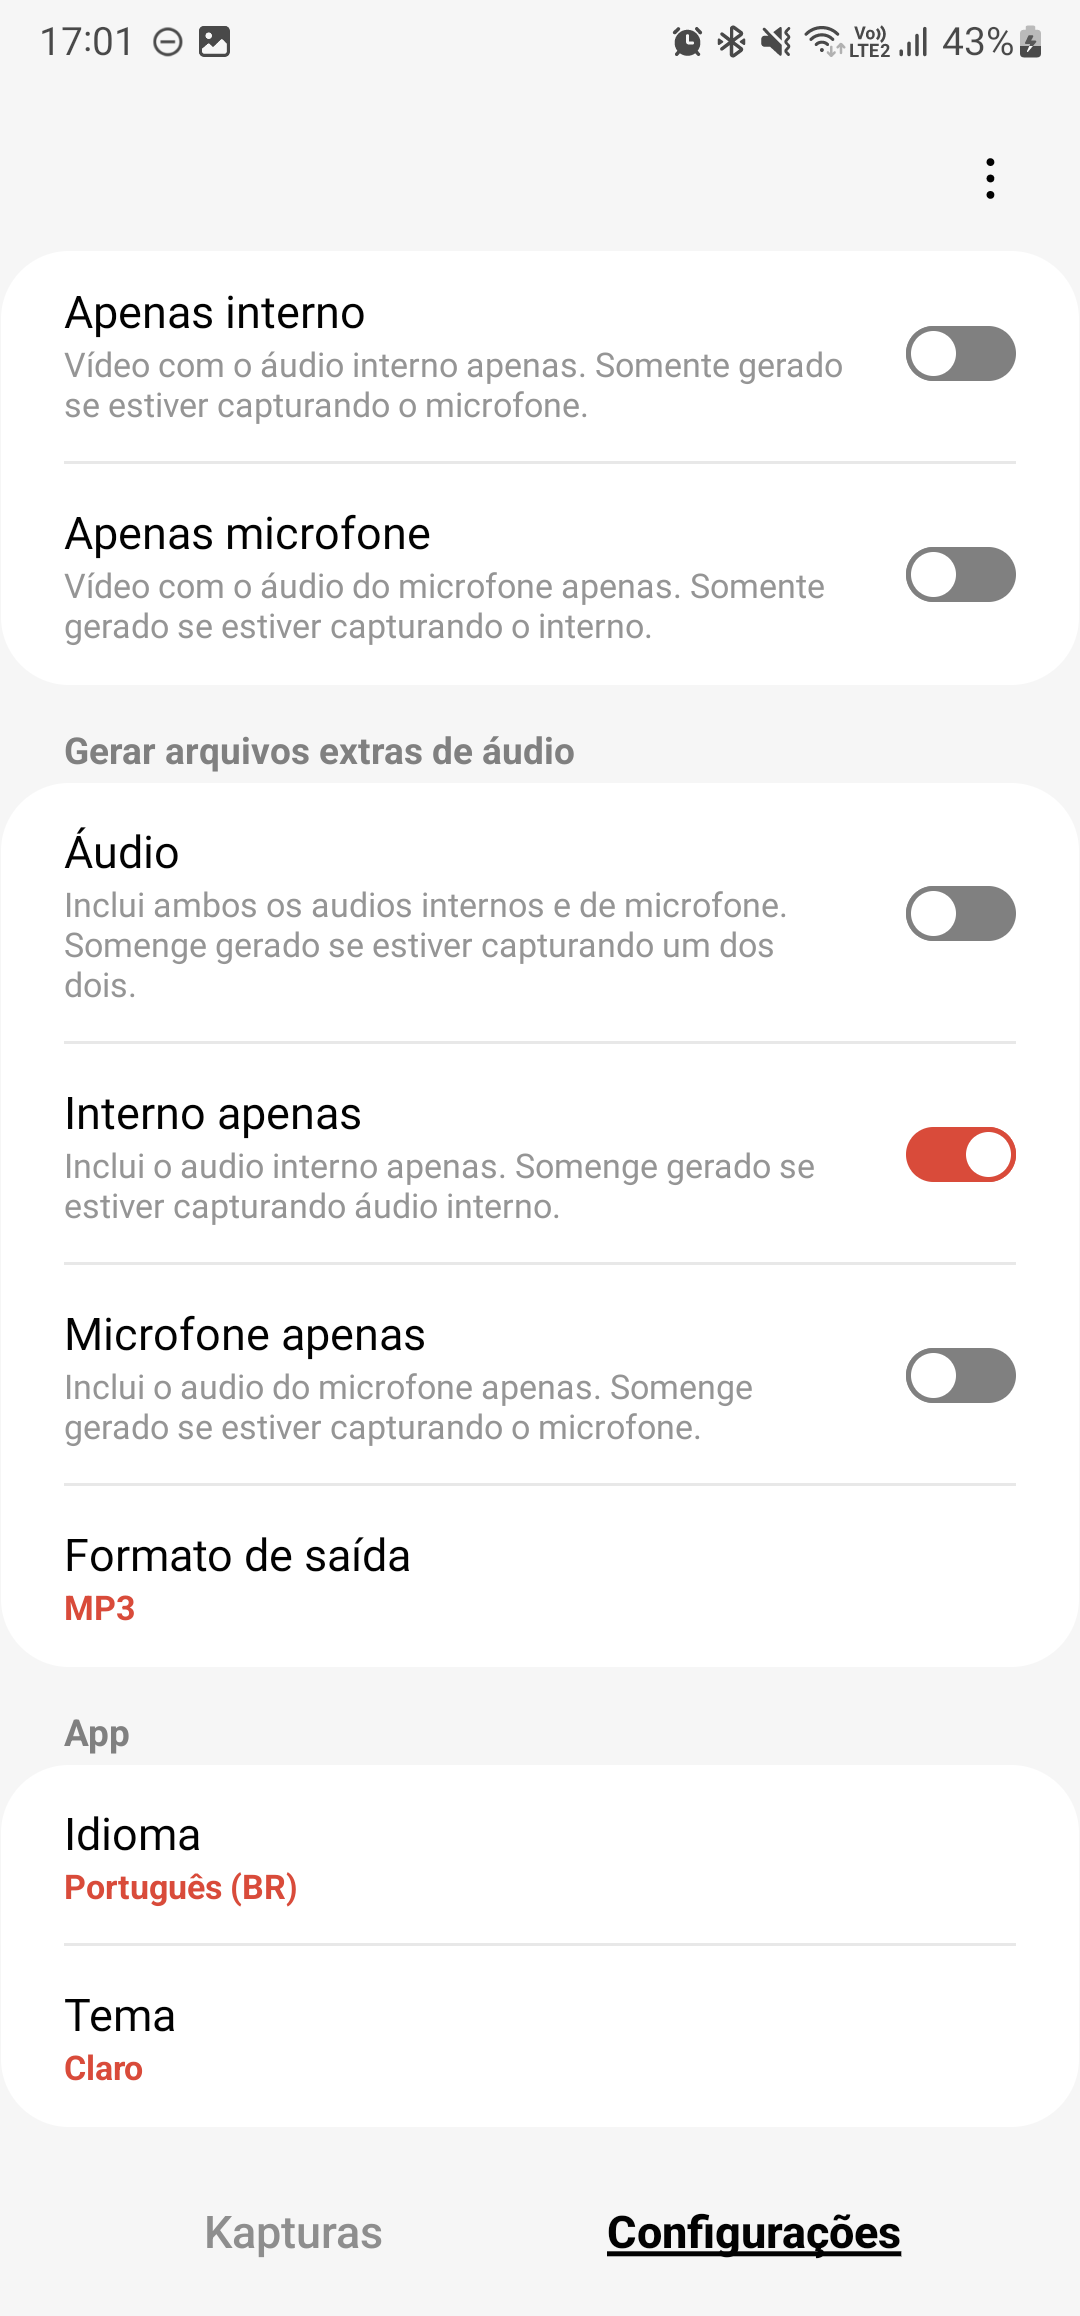 17:01
Vo)) LTE2 43%
Apenas interno
Vídeo com o áudio interno apenas. Somente gerado
se estiver capturando o microfone.
Apenas microfone
Vídeo com o áudio do microfone apenas. Somente
gerado se estiver capturando o interno.
Gerar arquivos extras de áudio
Áudio
Inclui ambos os audios internos e de microfone.
Somenge gerado se estiver capturando um dos
dois.
Interno apenas
Inclui o audio interno apenas. Somenge gerado se
estiver capturando áudio interno.
Microfone apenas
Inclui o audio do microfone apenas. Somenge
gerado se estiver capturando o microfone.
Formato de saída
MP3
App
Idioma
Português (BR)
Tema
Claro
Kapturas
Configurações